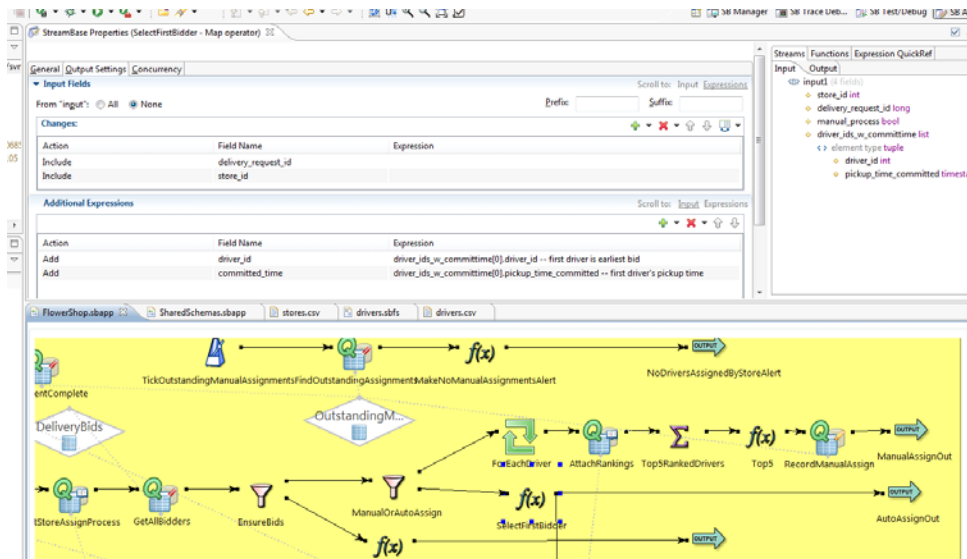 SB Manager SB Trace Deb... SB Test/Debug SB A
StreamBase Properties (SelectFirstBidder - Map operator)
General Output Settings Concurrency
Input Fields Scroll to: Input Expressions
From "input": All None Prefix: Suffix:
Changes:
Action Field Name Expression
Include delivery_request_id
Include store_id
Additional Expressions Scroll to: Input Expressions
Action Field Name Expression
Add driver_id driver_ids_w_committime[0].driver_id -- first driver is earliest bid
Add committed_time driver_ids_w_committime[0].pickup_time_committed -- first driver's pickup time
Streams Functions Expression QuickRef
Input Output
input1 (4 fields)
store_id int
delivery_request_id long
manual_process bool
driver_ids_w_committime list
element type tuple
driver_id int
pickup_time_committed timesta
FlowerShop.sbapp SharedSchemas.sbapp stores.csv drivers.sbfs drivers.csv
f(x) OUTPUT
TickOutstandingManualAssignments FindOutstandingAssignments MakeNoManualAssignmentsAlert NoDriversAssignedByStoreAlert
entComplete
DeliveryBids
OutstandingM...
f(x) OUTPUT
ForEachDriver AttachRankings Top5RankedDrivers Top5 RecordManualAssign ManualAssignOut
f(x) OUTPUT
tStoreAssignProcess GetAllBidders EnsureBids ManualOrAutoAssign SelectFirstBidder AutoAssignOut
f(x) OUTPUT